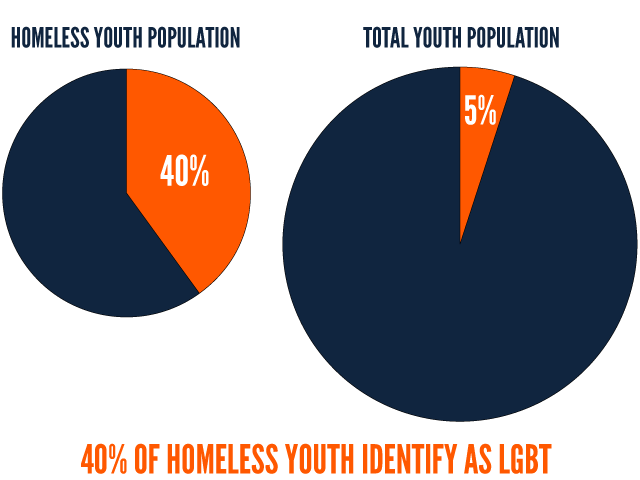 HOMELESS YOUTH POPULATION
TOTAL YOUTH POPULATION
40%
5%
40% OF HOMELESS YOUTH IDENTIFY AS LGBT